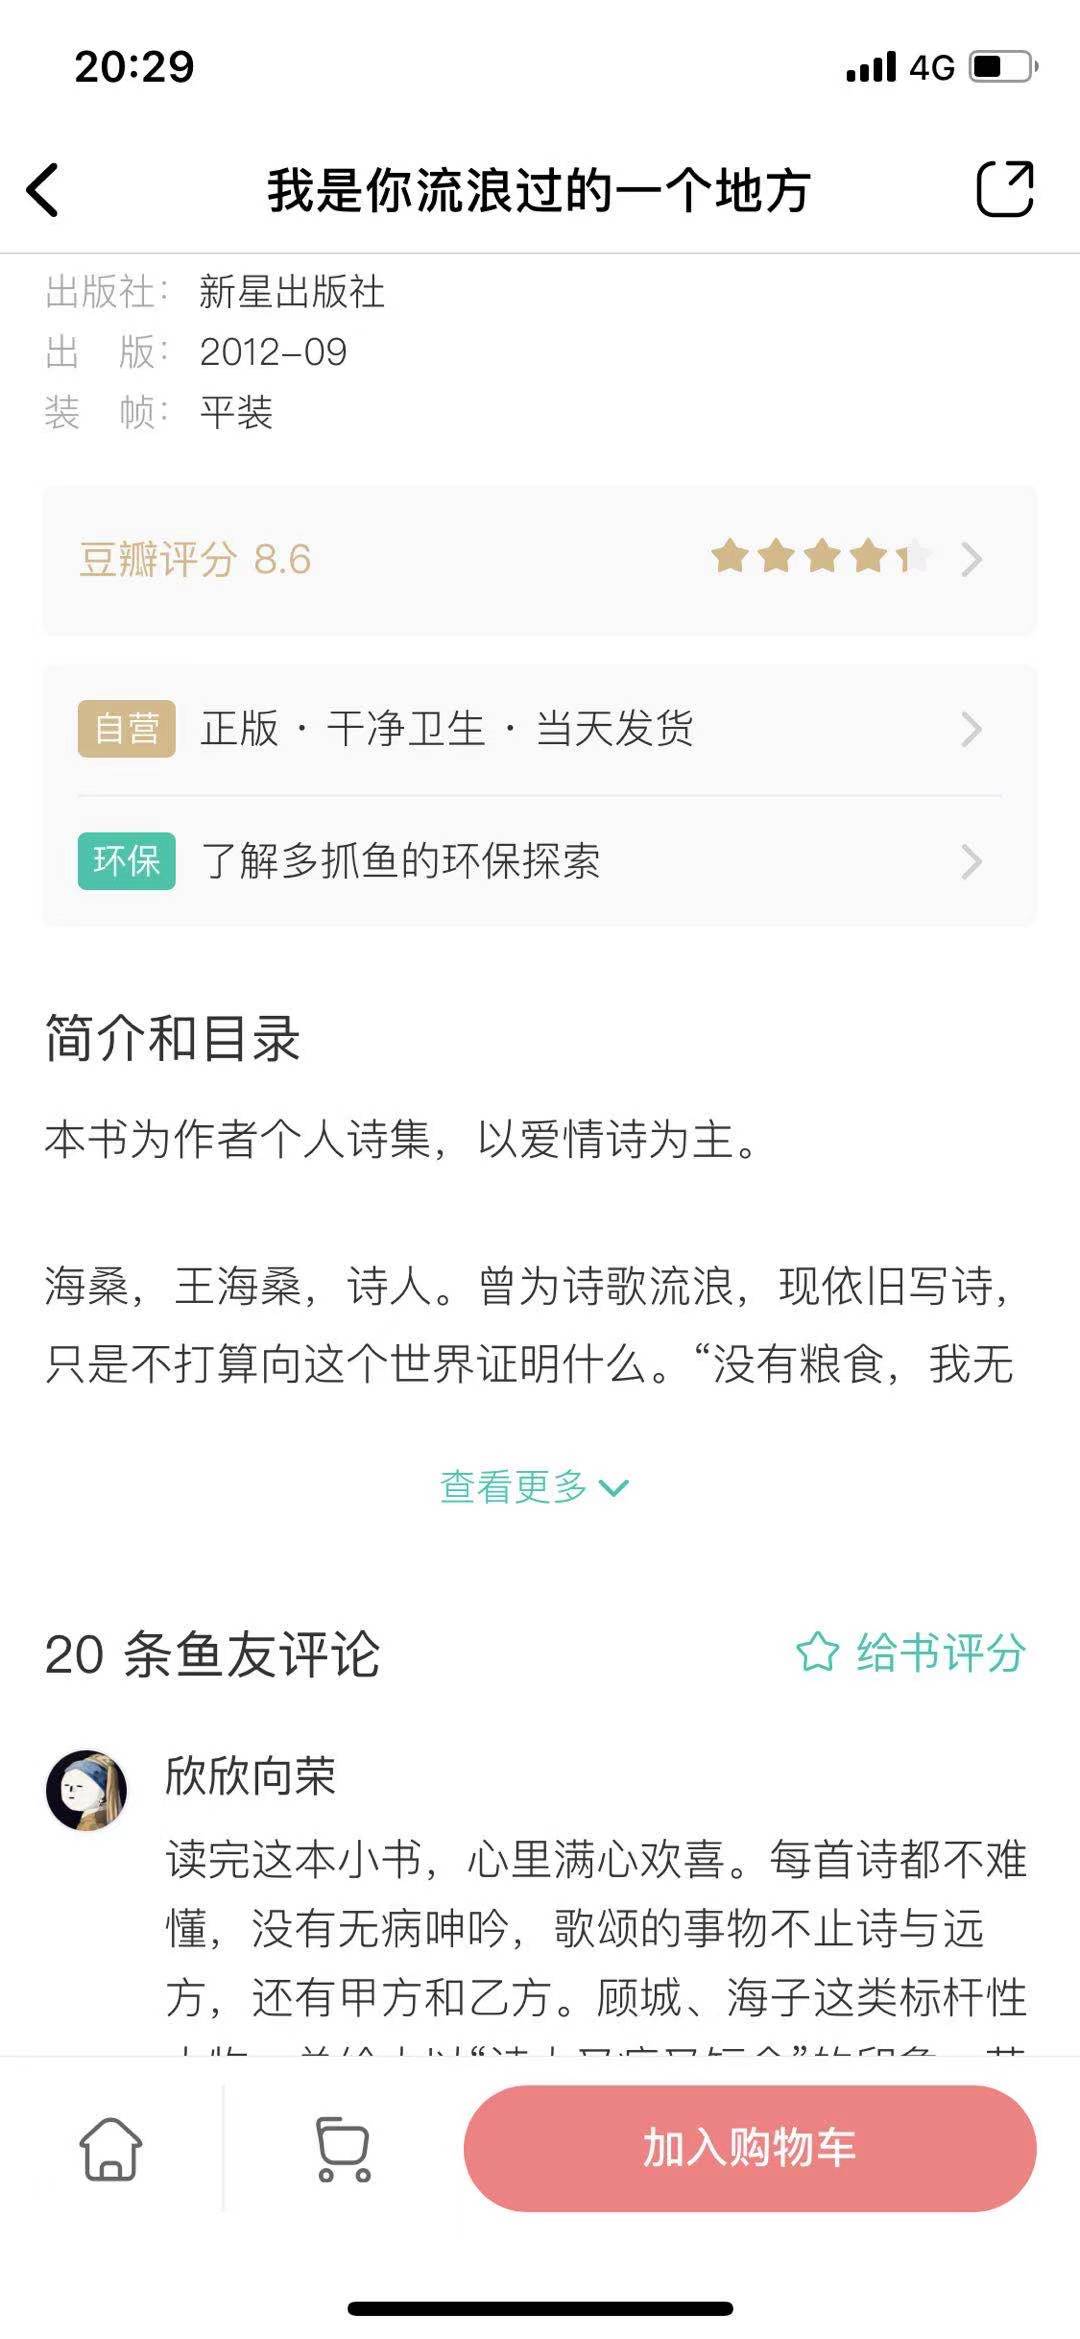 20:29
4G
我是你流浪过的一个地方
出版社： 新星出版社
出 版： 2012-09
装 帧： 平装
豆瓣评分 8.6
自营 正版 · 干净卫生 · 当天发货
环保 了解多抓鱼的环保探索
简介和目录
本书为作者个人诗集，以爱情诗为主。
海桑，王海桑，诗人。曾为诗歌流浪，现依旧写诗，
只是不打算向这个世界证明什么。“没有粮食，我无
查看更多
20 条鱼友评论
给书评分
欣欣向荣
读完这本小书，心里满心欢喜。每首诗都不难
懂，没有无病呻吟，歌颂的事物不止诗与远
方，还有甲方和乙方。顾城、海子这类标杆性
加入购物车